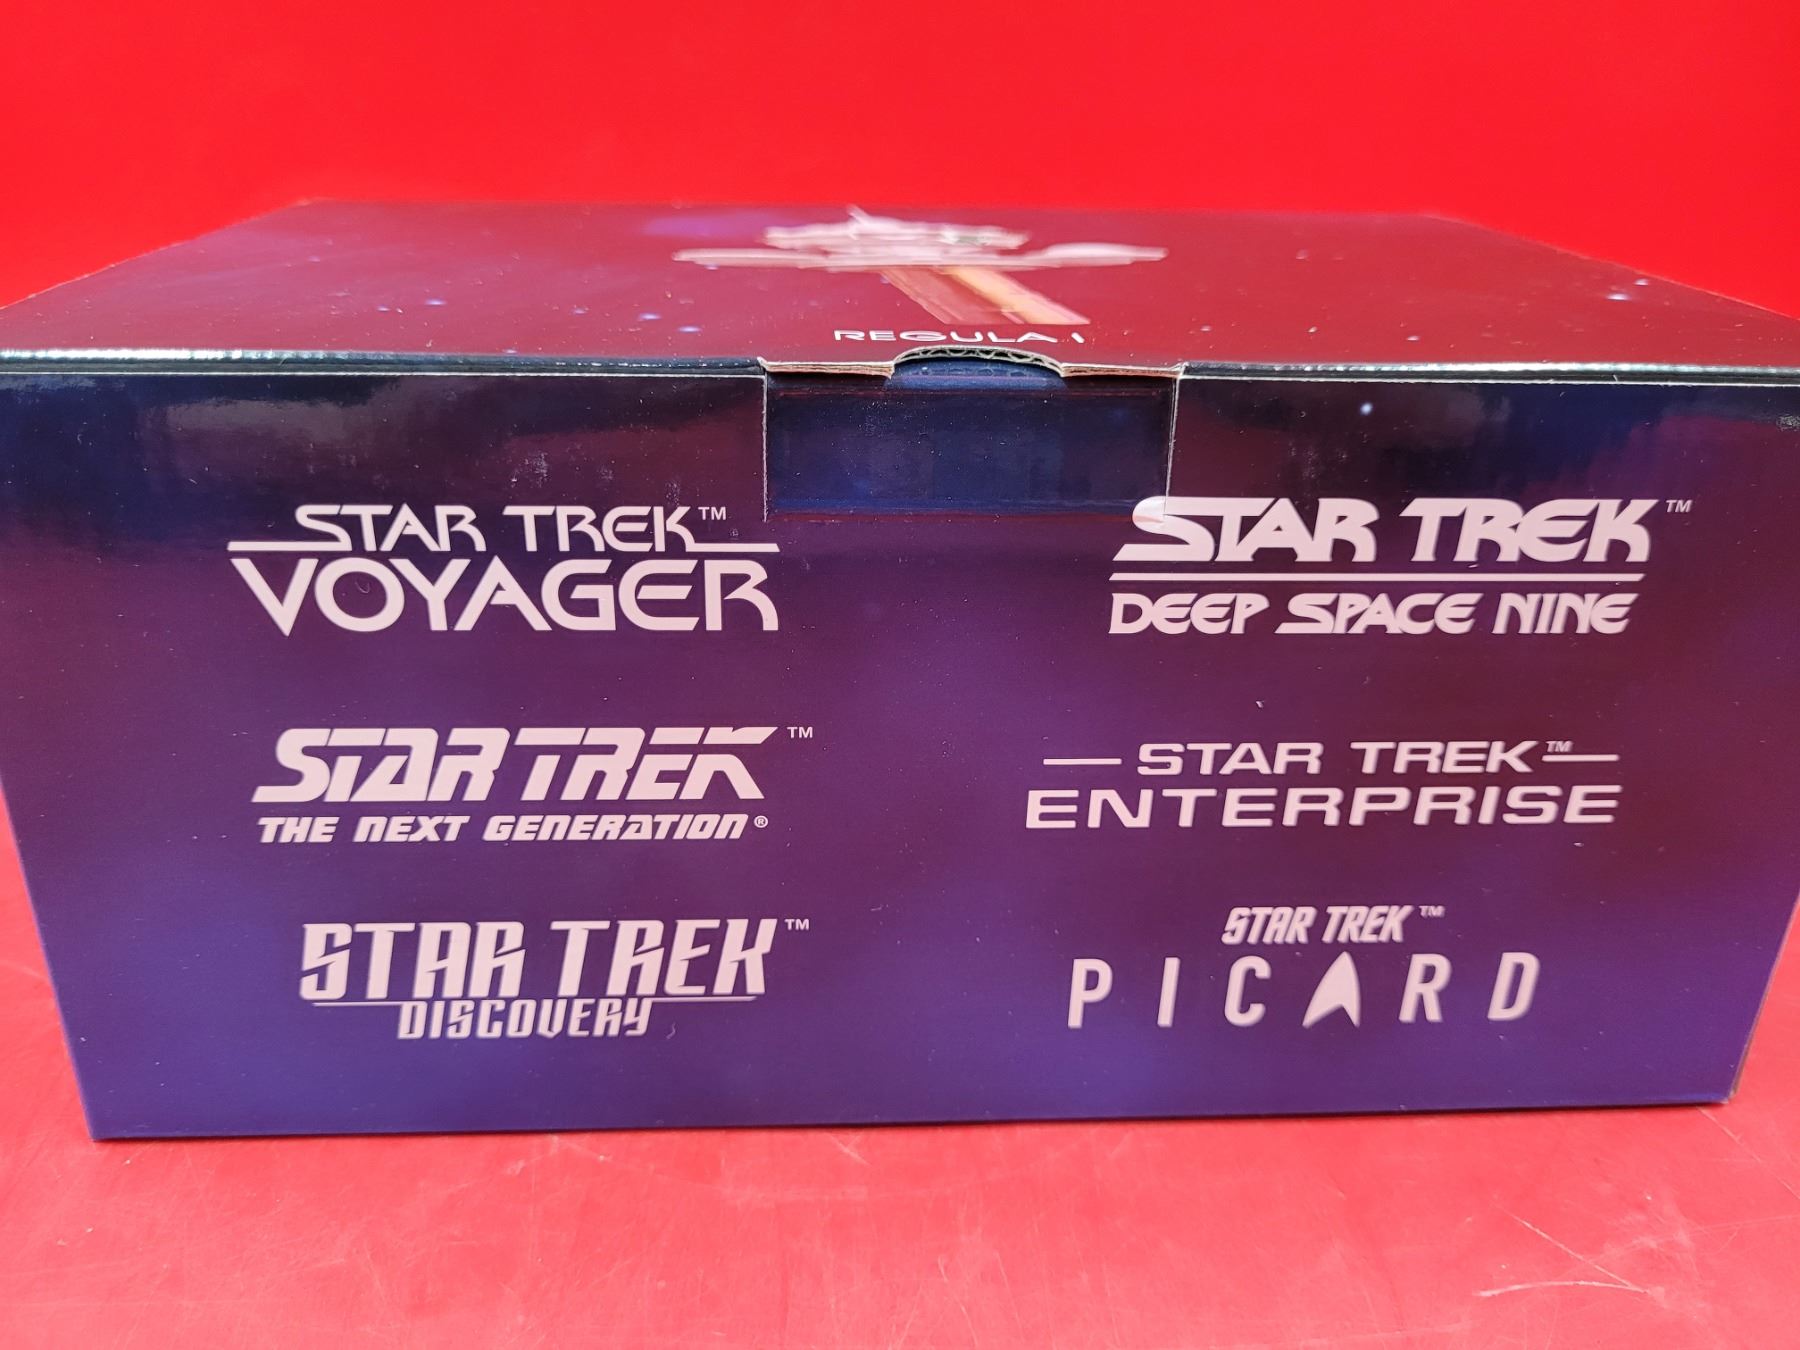 REGULA I
STAR TREK™
VOYAGER
STAR TREK™
DEEP SPACE NINE
STAR TREK™
THE NEXT GENERATION®
STAR TREK™
ENTERPRISE
STAR TREK™
DISCOVERY
STAR TREK™
PICARD